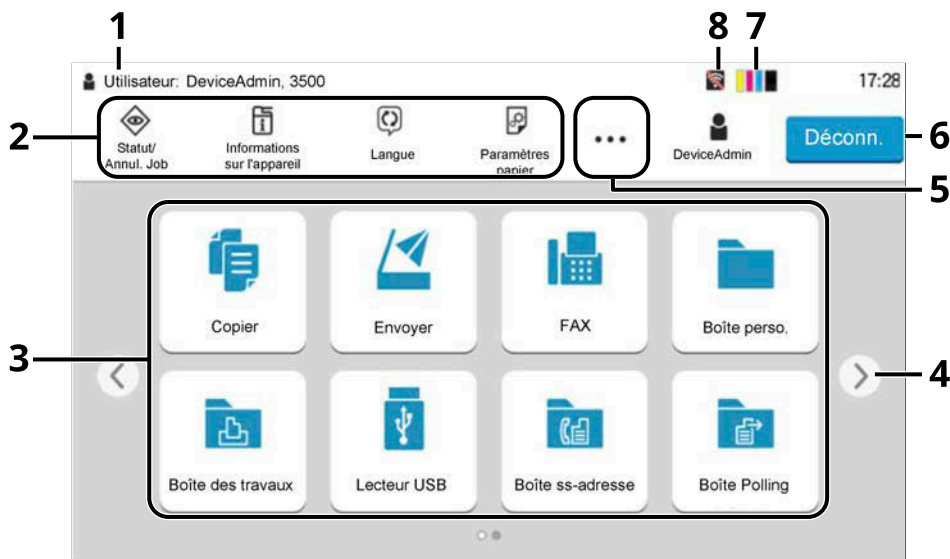 1
8
7
Utilisateur: DeviceAdmin, 3500
17:28
2
Statut/
Annul. Job
Informations
sur l'appareil
Langue
Paramètres
papier
...
DeviceAdmin
Déconn.
6
5
Copier
Envoyer
FAX
Boîte perso.
3
4
Boîte des travaux
Lecteur USB
Boîte ss-adresse
Boîte Polling